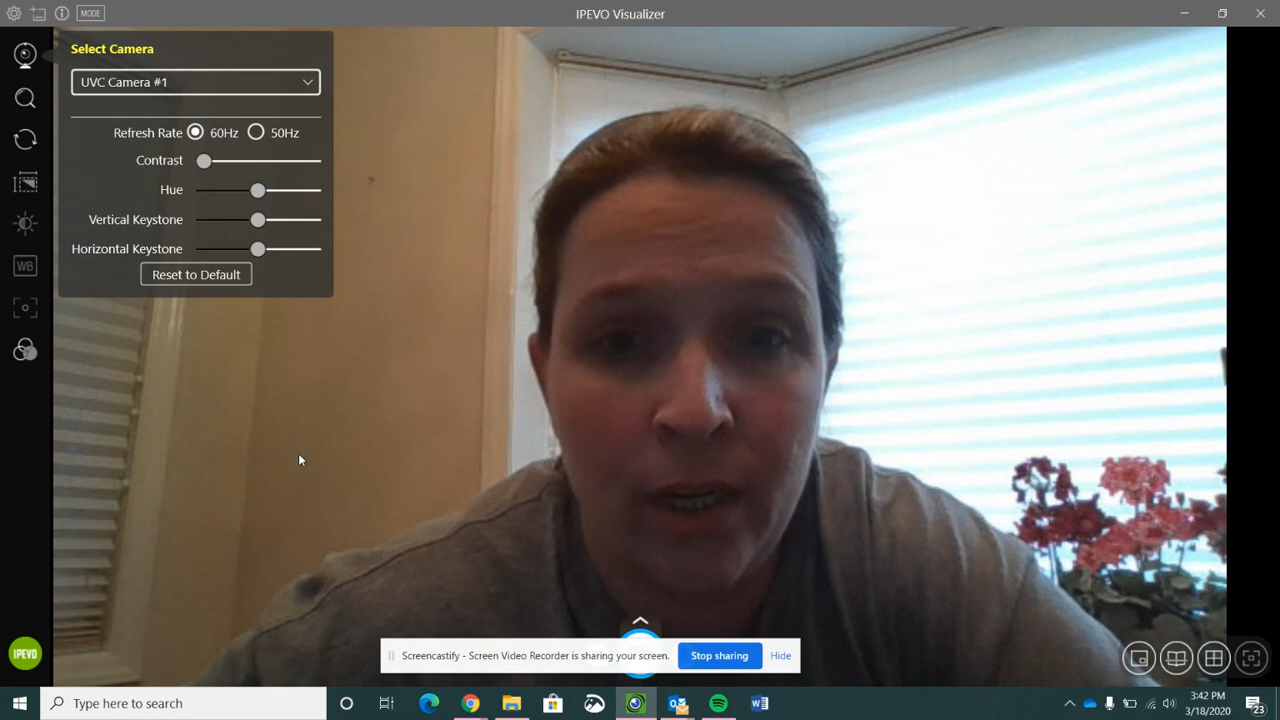 MODE
IPEVO Visualizer
Select Camera
UVC Camera #1
Refresh Rate 60Hz 50Hz
Contrast
Hue
Vertical Keystone
Horizontal Keystone
Reset to Default
WB
IPEVO
Screencastify - Screen Video Recorder is sharing your screen. Stop sharing Hide
Type here to search
3:42 PM
3/18/2020
23